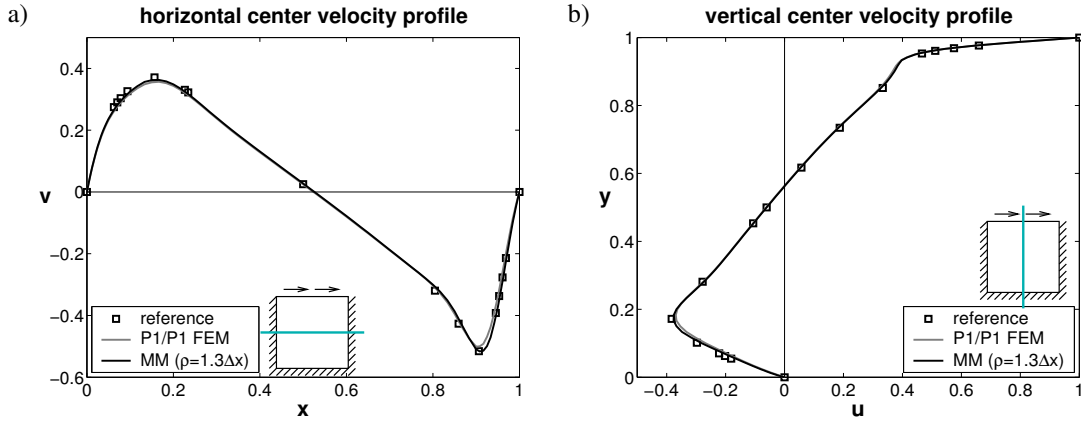 a)
horizontal center velocity profile
0.4
0.2
0
−0.2
−0.4
−0.6
v
0
0.2
0.4
0.6
0.8
1
x
reference
P1/P1 FEM
MM (ρ=1.3Δx)
b)
vertical center velocity profile
1
0.8
0.6
0.4
0.2
0
y
−0.4
−0.2
0
0.2
0.4
0.6
0.8
1
u
reference
P1/P1 FEM
MM (ρ=1.3Δx)